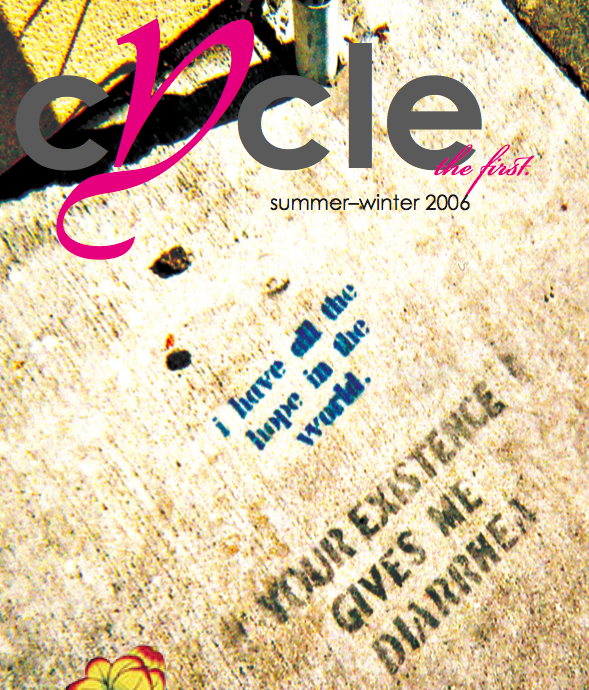 cycle
the first.
summer–winter 2006
i have all the
hope in the
world.
YOUR EXISTENCE
GIVES ME
DIARRHEA